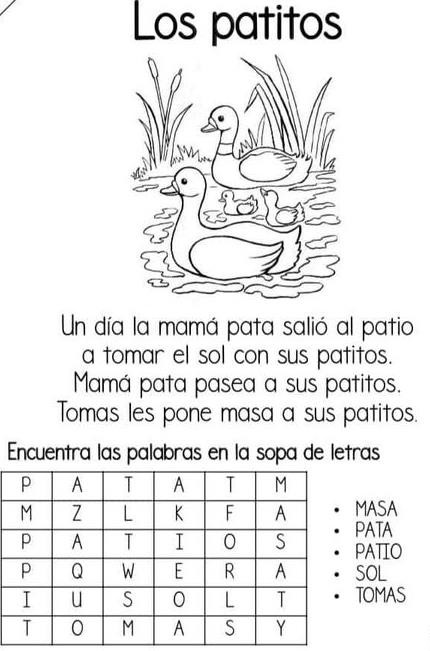 Los patitos
Un día la mamá pata salió al patio
a tomar el sol con sus patitos.
Mamá pata pasea a sus patitos.
Tomas les pone masa a sus patitos.
Encuentra las palabras en la sopa de letras
P A T A T M
M Z L K F A
P A T I O S
P Q W E R A
I U S O L T
T O M A S Y
• MASA
• PATA
• PATIO
• SOL
• TOMAS